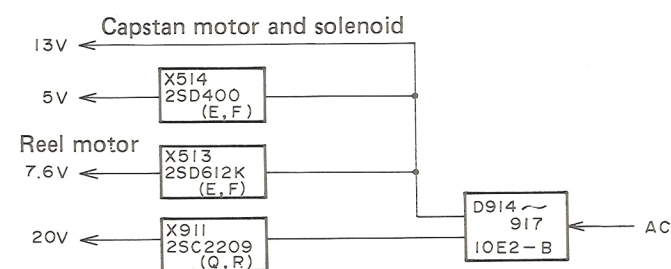 Capstan motor and solenoid
13V
X514
5V 2SD400
(E,F)
Reel motor
X513
7.6V 2SD612K
(E,F)
D914~
917
AC
10E2-B
X911
20V 2SC2209
(Q,R)